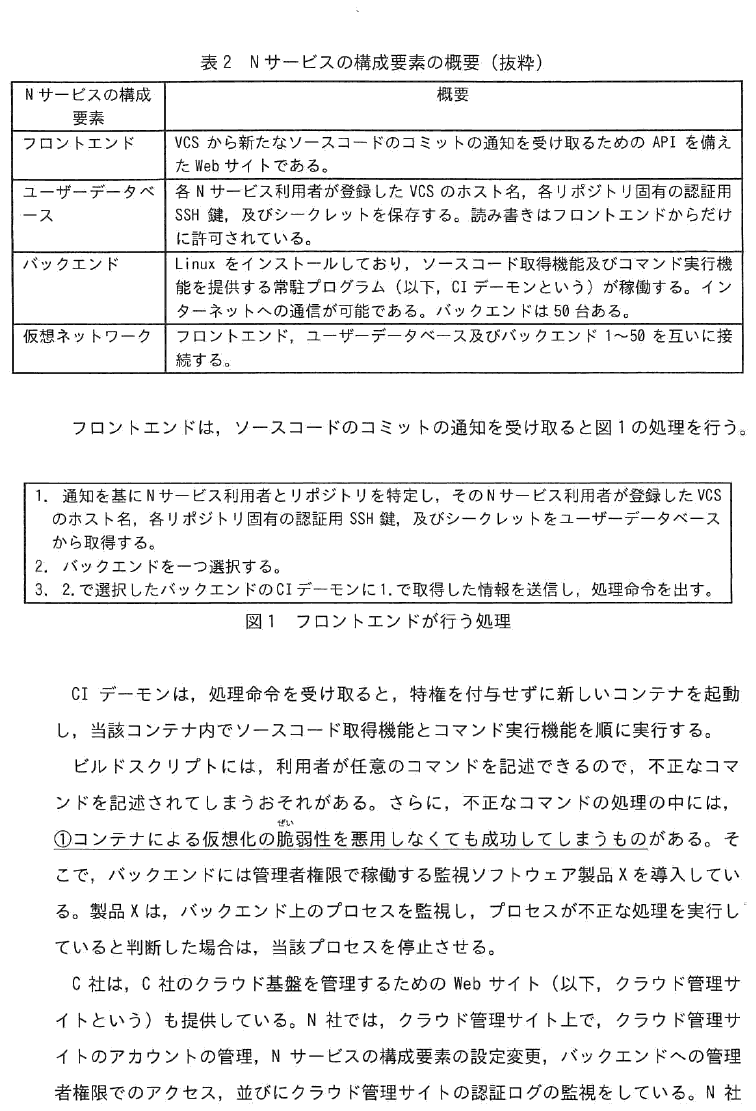 表2　Nサービスの構成要素の概要（抜粋）
Nサービスの構成
要素
概要
フロントエンド
VCS から新たなソースコードのコミットの通知を受け取るための API を備え
た Web サイトである。
ユーザーデータベ
ース
各 N サービス利用者が登録した VCS のホスト名，各リポジトリ固有の認証用
SSH 鍵，及びシークレットを保存する。読み書きはフロントエンドからだけ
に許可されている。
バックエンド
Linux をインストールしており，ソースコード取得機能及びコマンド実行機
能を提供する常駐プログラム（以下，CI デーモンという）が稼働する。イン
ターネットへの通信が可能である。バックエンドは 50 台ある。
仮想ネットワーク
フロントエンド，ユーザーデータベース及びバックエンド 1～50 を互いに接
続する。
フロントエンドは，ソースコードのコミットの通知を受け取ると図1の処理を行う。
1. 通知を基にNサービス利用者とリポジトリを特定し，そのNサービス利用者が登録したVCS
のホスト名，各リポジトリ固有の認証用 SSH 鍵，及びシークレットをユーザーデータベース
から取得する。
2. バックエンドを一つ選択する。
3. 2.で選択したバックエンドのCIデーモンに1.で取得した情報を送信し，処理命令を出す。
図1　フロントエンドが行う処理
CI デーモンは，処理命令を受け取ると，特権を付与せずに新しいコンテナを起動
し，当該コンテナ内でソースコード取得機能とコマンド実行機能を順に実行する。
ビルドスクリプトには，利用者が任意のコマンドを記述できるので，不正なコマ
ンドを記述されてしまうおそれがある。さらに，不正なコマンドの処理の中には，
ぜい
①コンテナによる仮想化の脆弱性を悪用しなくても成功してしまうものがある。そ
こで，バックエンドには管理者権限で稼働する監視ソフトウェア製品 X を導入してい
る。製品 X は，バックエンド上のプロセスを監視し，プロセスが不正な処理を実行し
ていると判断した場合は，当該プロセスを停止させる。
C 社は，C 社のクラウド基盤を管理するための Web サイト（以下，クラウド管理サ
イトという）も提供している。N 社では，クラウド管理サイト上で，クラウド管理サ
イトのアカウントの管理，N サービスの構成要素の設定変更，バックエンドへの管理
者権限でのアクセス，並びにクラウド管理サイトの認証ログの監視をしている。N 社